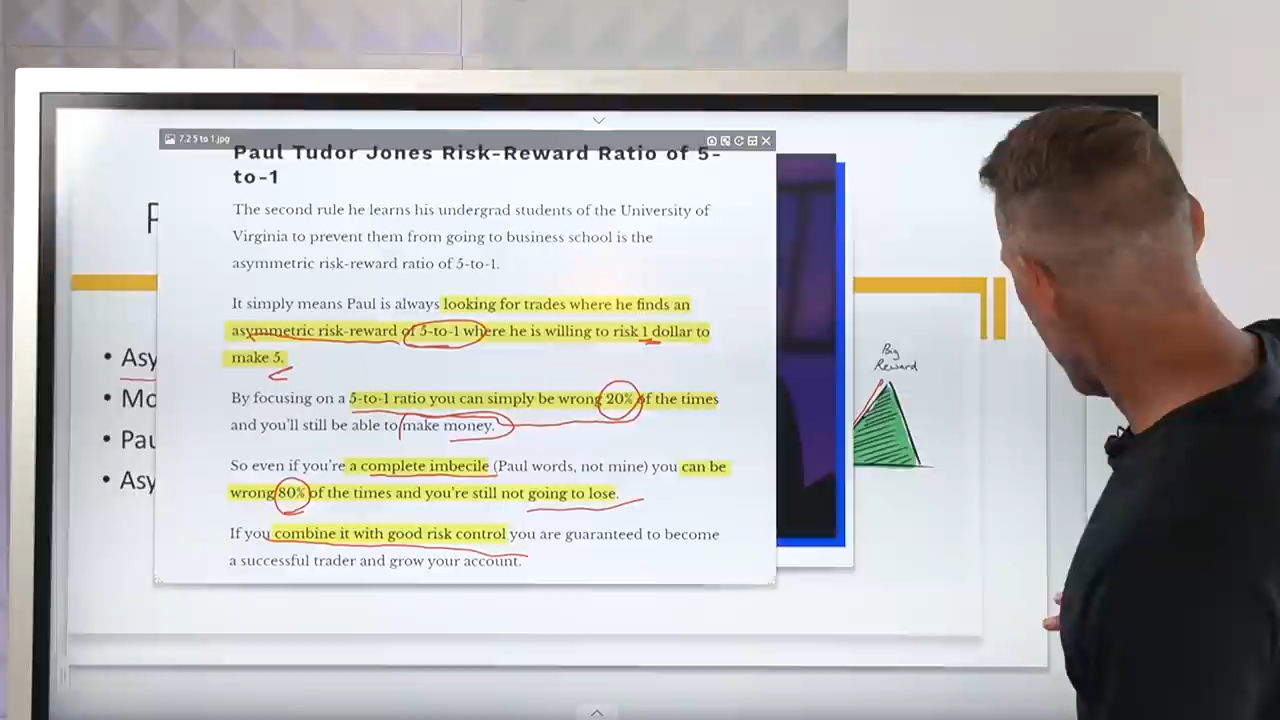 7.2 5 to 1.jpg
Paul Tudor Jones Risk-Reward Ratio of 5-
to-1
P
The second rule he learns his undergrad students of the University of
Virginia to prevent them from going to business school is the
asymmetric risk-reward ratio of 5-to-1.
It simply means Paul is always looking for trades where he finds an
asymmetric risk-reward of 5-to-1 where he is willing to risk 1 dollar to
make 5.
By focusing on a 5-to-1 ratio you can simply be wrong 20% of the times
and you'll still be able to make money.
So even if you're a complete imbecile (Paul words, not mine) you can be
wrong 80% of the times and you're still not going to lose.
If you combine it with good risk control you are guaranteed to become
a successful trader and grow your account.
• Asy
• Mo
• Pau
• Asy
Big
Reward